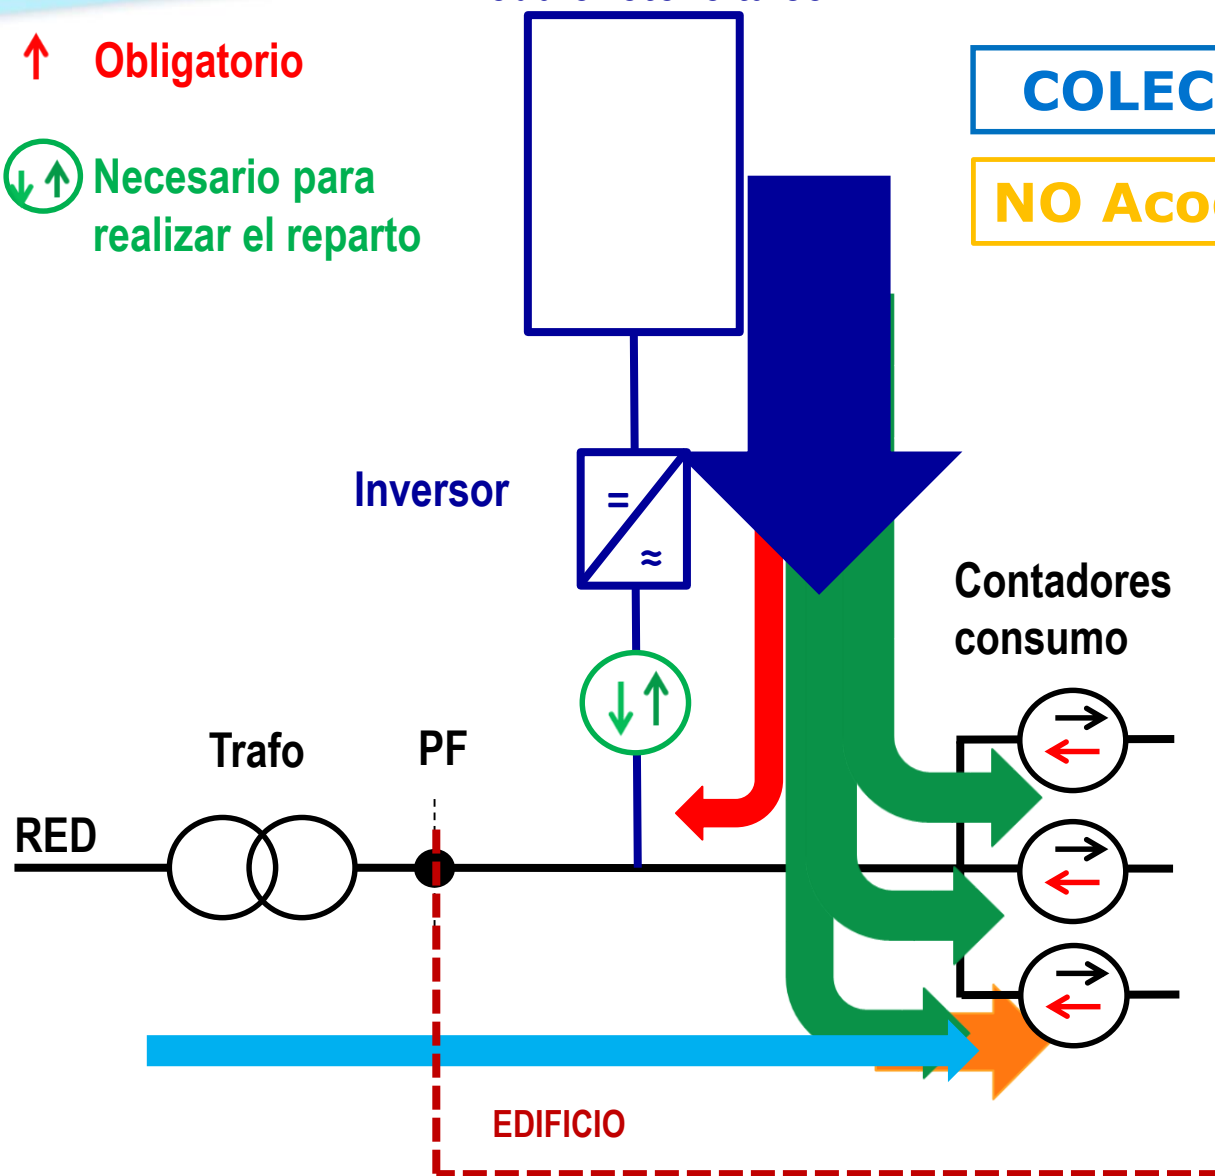 Obligatorio
COLEC
Necesario para
realizar el reparto
NO Aco
Inversor
=
≈
Contadores
consumo
Trafo
PF
RED
EDIFICIO